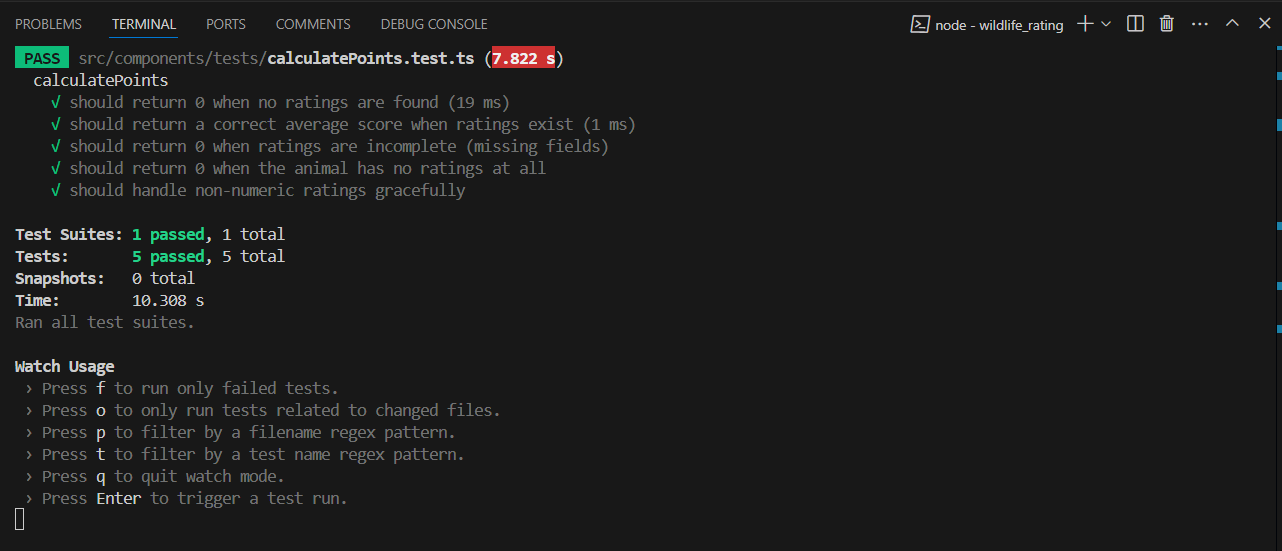 PROBLEMS TERMINAL PORTS COMMENTS DEBUG CONSOLE node - wildlife_rating
PASS src/components/tests/calculatePoints.test.ts (7.822 s)
calculatePoints
√ should return 0 when no ratings are found (19 ms)
√ should return a correct average score when ratings exist (1 ms)
√ should return 0 when ratings are incomplete (missing fields)
√ should return 0 when the animal has no ratings at all
√ should handle non-numeric ratings gracefully
Test Suites: 1 passed, 1 total
Tests: 5 passed, 5 total
Snapshots: 0 total
Time: 10.308 s
Ran all test suites.
Watch Usage
› Press f to run only failed tests.
› Press o to only run tests related to changed files.
› Press p to filter by a filename regex pattern.
› Press t to filter by a test name regex pattern.
› Press q to quit watch mode.
› Press Enter to trigger a test run.